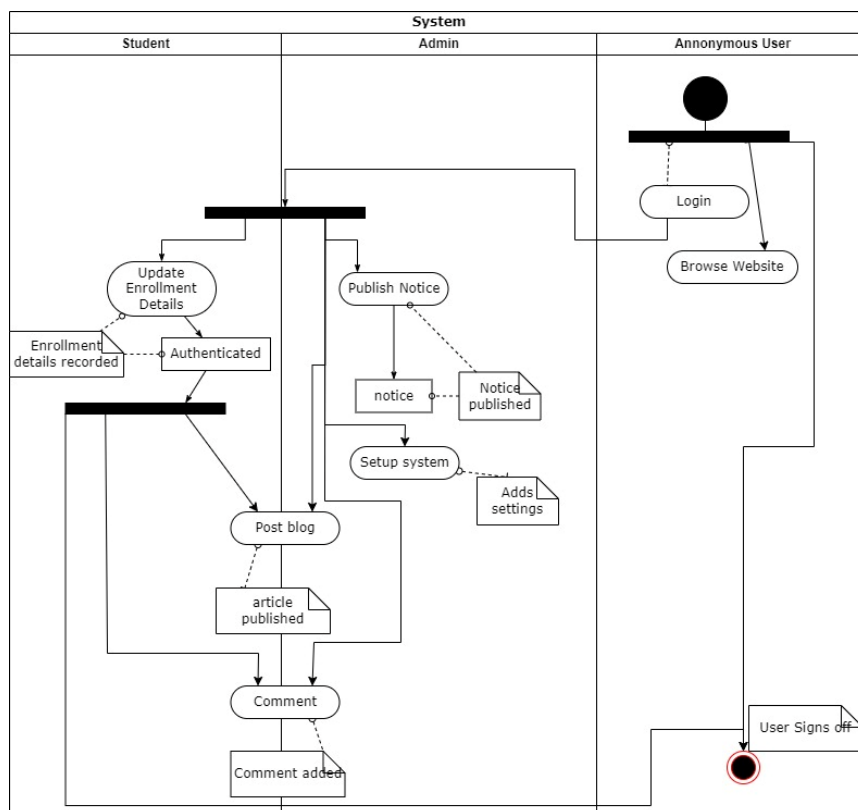 System
Student
Admin
Annonymous User
Login
Update
Enrollment
Details
Publish Notice
Browse Website
Enrollment
details recorded
Authenticated
notice
Notice
published
Setup system
Adds
settings
Post blog
article
published
Comment
User Signs off
Comment added